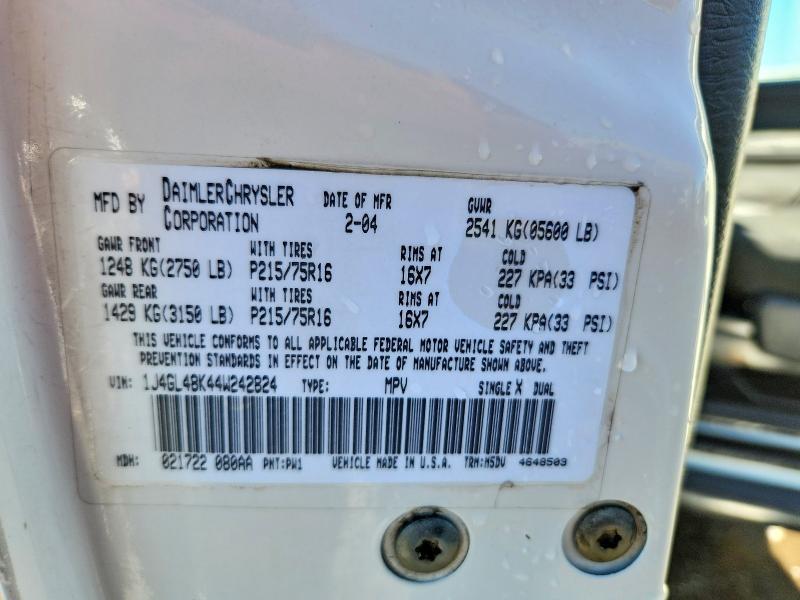 MFD BY DAIMLERCHRYSLER CORPORATION DATE OF MFR 2-04 GVWR 2541 KG(05600 LB)
GAWR FRONT WITH TIRES RIMS AT COLD
1248 KG(2750 LB) P215/75R16 16X7 227 KPA(33 PSI)
GAWR REAR WITH TIRES RIMS AT COLD
1429 KG(3150 LB) P215/75R16 16X7 227 KPA(33 PSI)
THIS VEHICLE CONFORMS TO ALL APPLICABLE FEDERAL MOTOR VEHICLE SAFETY AND THEFT
PREVENTION STANDARDS IN EFFECT ON THE DATE OF MANUFACTURE SHOWN ABOVE.
VIN: 1J4GL48K44W242824 TYPE: MPV SINGLE X DUAL
MDH: 021722 080AA PNT:PW1 VEHICLE MADE IN U.S.A. TRM:M5DV 4648503